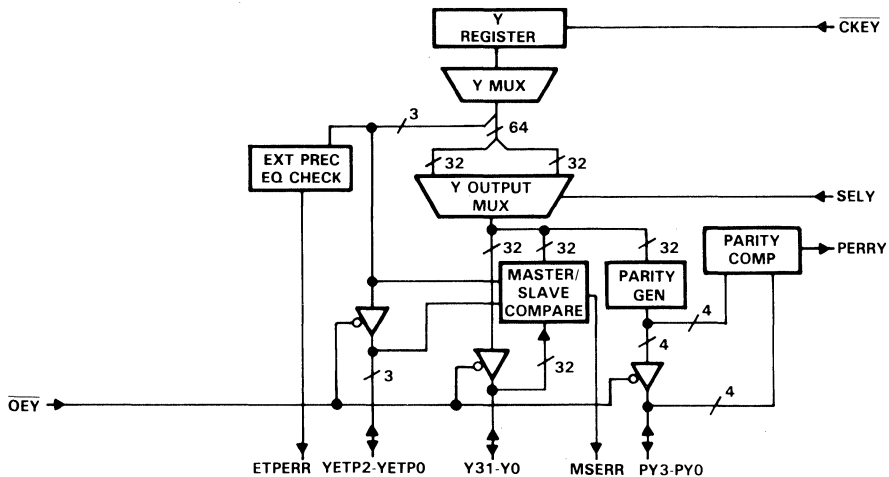 Y
REGISTER
CKEY
Y MUX
3
64
EXT PREC
EQ CHECK
32
32
Y OUTPUT
MUX
SELY
32
32
32
PARITY
COMP
PERRY
MASTER/
SLAVE
COMPARE
PARITY
GEN
4
4
3
32
OEY
4
ETPERR
YETP2-YETP0
Y31-Y0
MSERR
PY3-PY0